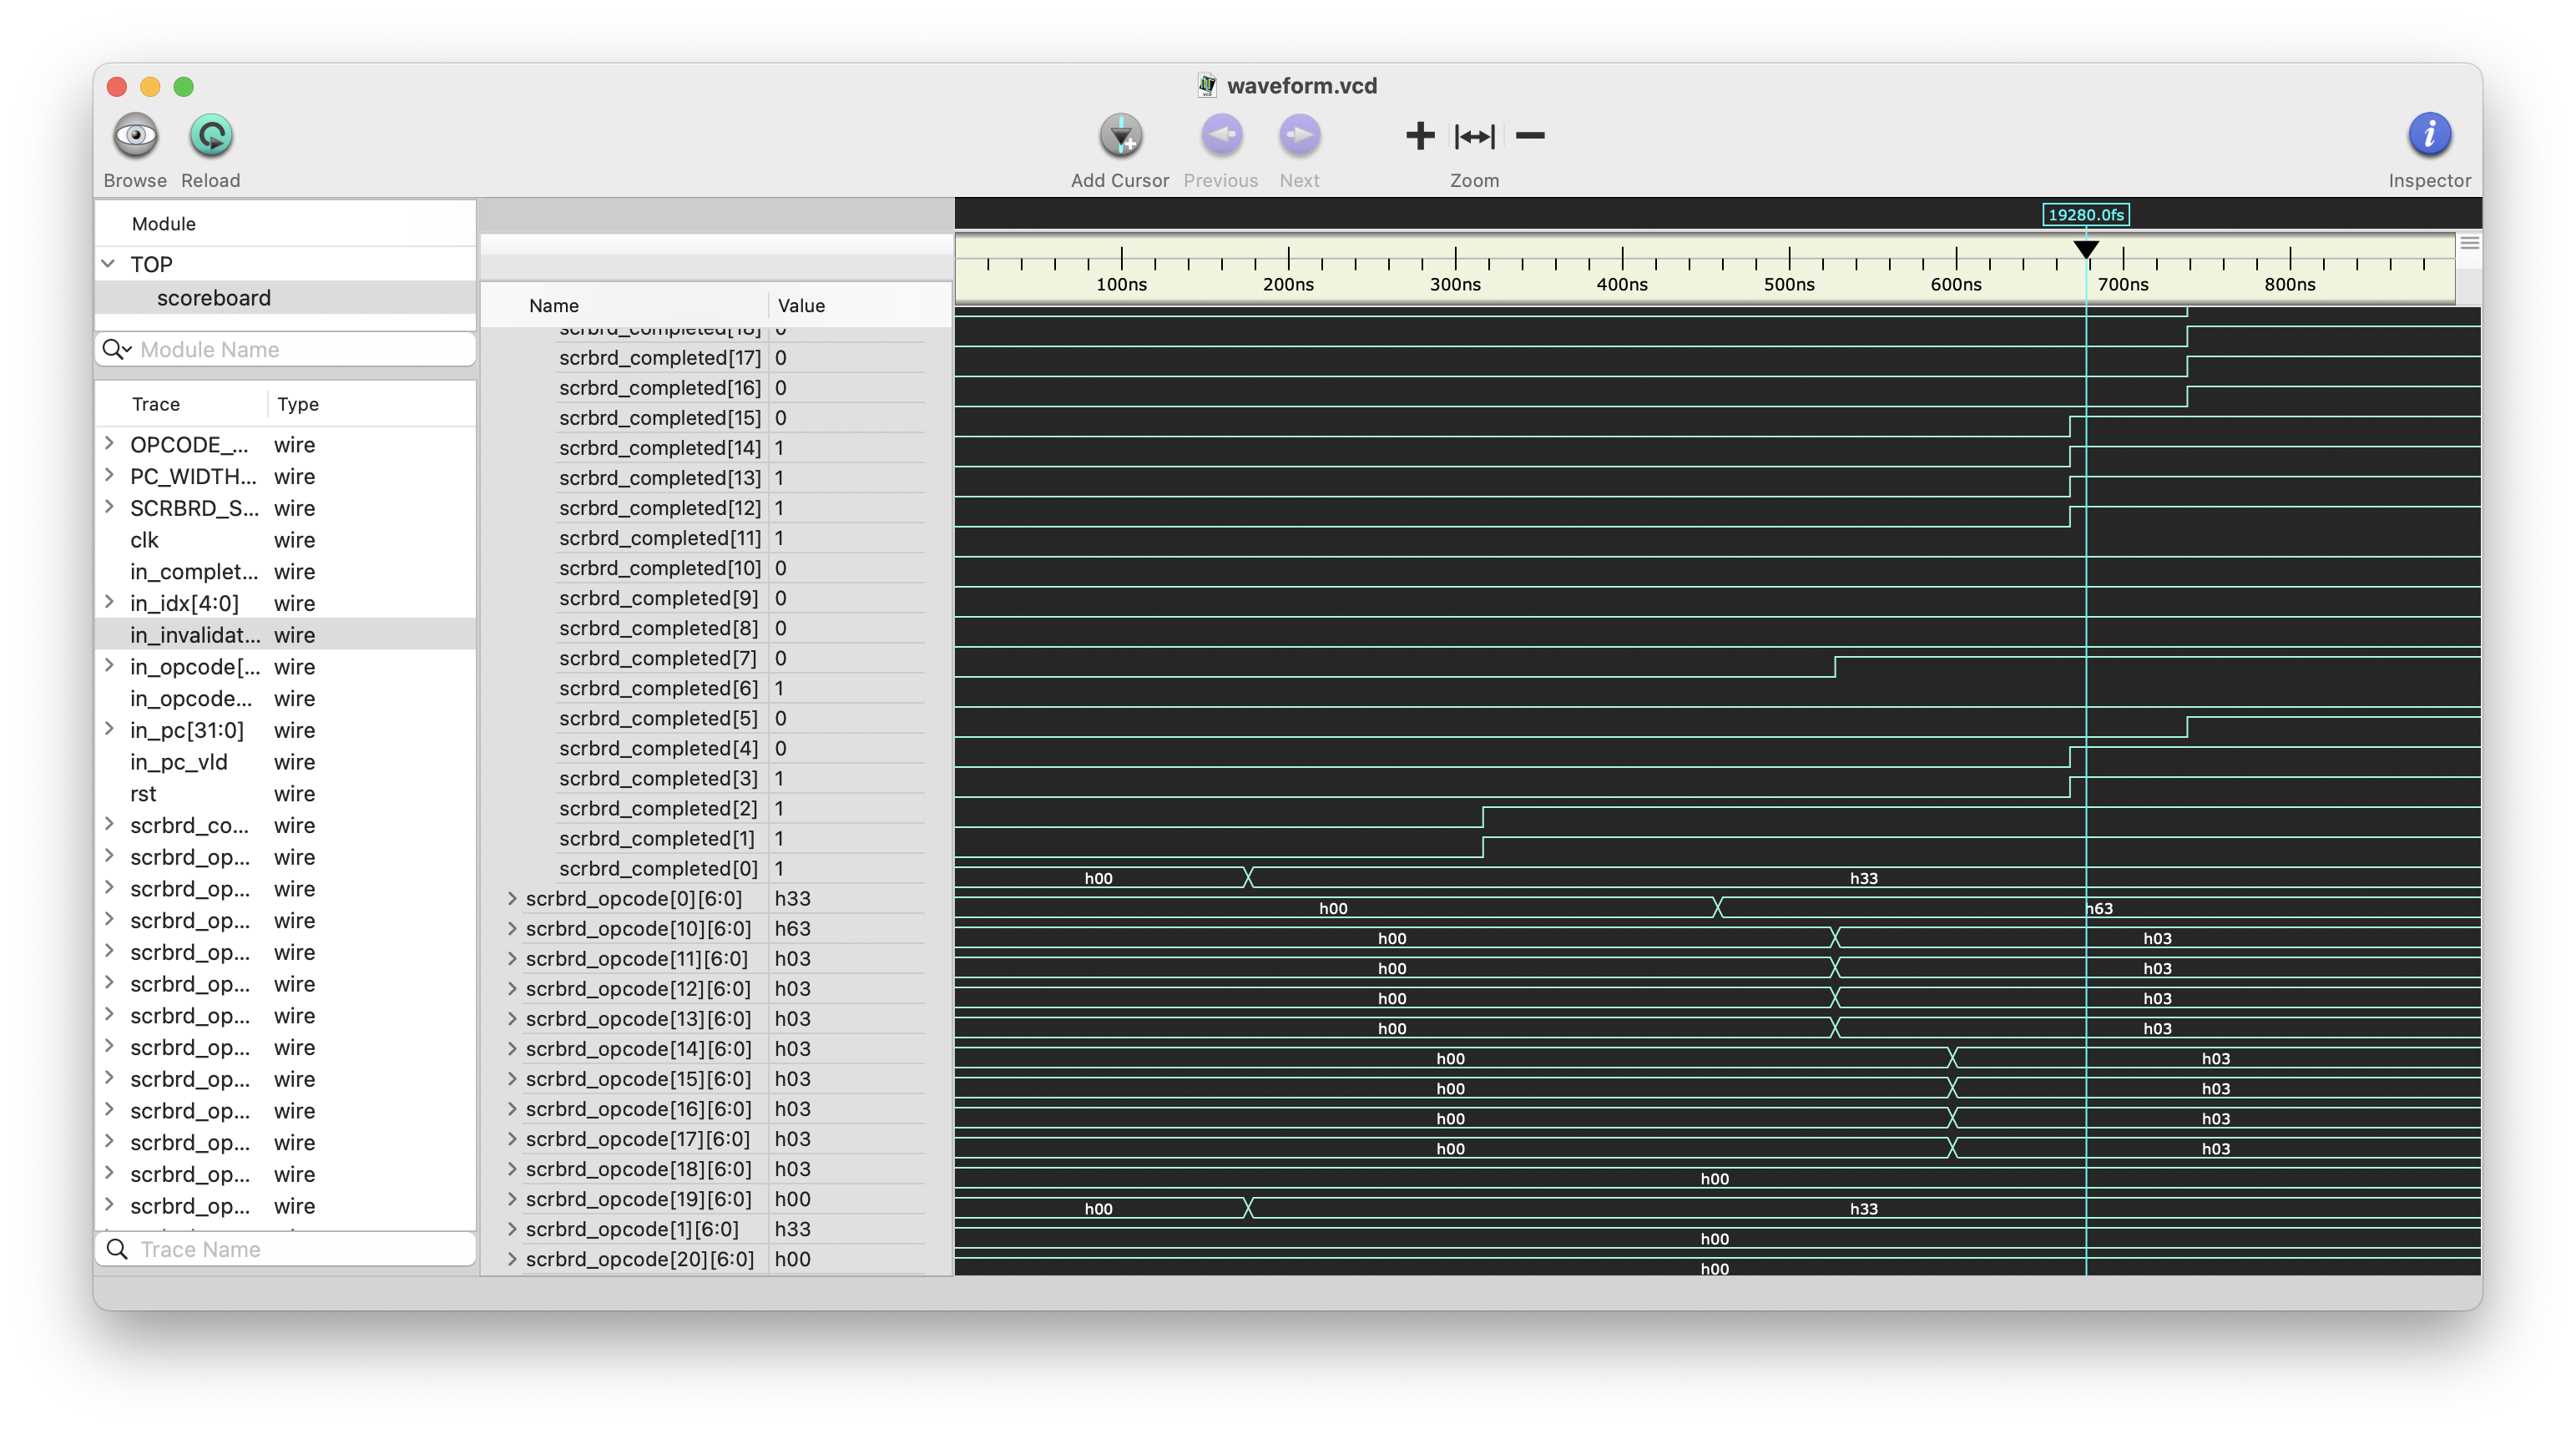 waveform.vcd
Browse Reload Add Cursor Previous Next Zoom Inspector
Module
TOP
scoreboard
Module Name
Trace Type
OPCODE_... wire
PC_WIDTH... wire
SCRBRD_S... wire
clk wire
in_complet... wire
in_idx[4:0] wire
in_invalidat... wire
in_opcode[... wire
in_opcode... wire
in_pc[31:0] wire
in_pc_vld wire
rst wire
scrbrd_co... wire
scrbrd_op... wire
scrbrd_op... wire
scrbrd_op... wire
scrbrd_op... wire
scrbrd_op... wire
scrbrd_op... wire
scrbrd_op... wire
scrbrd_op... wire
scrbrd_op... wire
scrbrd_op... wire
scrbrd_op... wire
scrbrd_op... wire
Trace Name
Name Value
scrbrd_completed[18] 0
scrbrd_completed[17] 0
scrbrd_completed[16] 0
scrbrd_completed[15] 0
scrbrd_completed[14] 1
scrbrd_completed[13] 1
scrbrd_completed[12] 1
scrbrd_completed[11] 1
scrbrd_completed[10] 0
scrbrd_completed[9] 0
scrbrd_completed[8] 0
scrbrd_completed[7] 0
scrbrd_completed[6] 1
scrbrd_completed[5] 0
scrbrd_completed[4] 0
scrbrd_completed[3] 1
scrbrd_completed[2] 1
scrbrd_completed[1] 1
scrbrd_completed[0] 1
scrbrd_opcode[0][6:0] h33
scrbrd_opcode[10][6:0] h63
scrbrd_opcode[11][6:0] h03
scrbrd_opcode[12][6:0] h03
scrbrd_opcode[13][6:0] h03
scrbrd_opcode[14][6:0] h03
scrbrd_opcode[15][6:0] h03
scrbrd_opcode[16][6:0] h03
scrbrd_opcode[17][6:0] h03
scrbrd_opcode[18][6:0] h03
scrbrd_opcode[19][6:0] h00
scrbrd_opcode[1][6:0] h33
scrbrd_opcode[20][6:0] h00
19280.0fs
100ns 200ns 300ns 400ns 500ns 600ns 700ns 800ns
h00 h33
h00 h63
h00 h03
h00 h03
h00 h03
h00 h03
h00 h03
h00 h03
h00 h03
h00 h03
h00
h00 h33
h00
h00